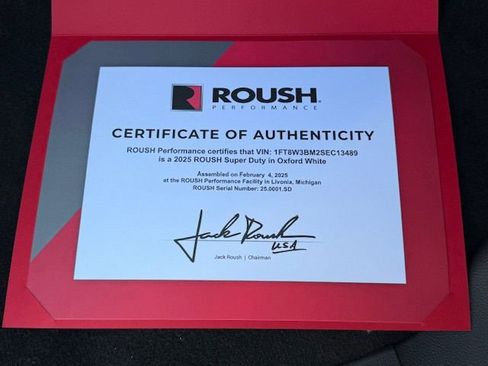 ROUSH
PERFORMANCE
CERTIFICATE OF AUTHENTICITY
ROUSH Performance certifies that VIN: 1FT8W3BM2SEC13489
is a 2025 ROUSH Super Duty in Oxford White
Assembled on February 4, 2025
at the ROUSH Performance Facility in Livonia, Michigan
ROUSH Serial Number: 25.0001.SD
Jack Roush
USA
Jack Roush | Chairman